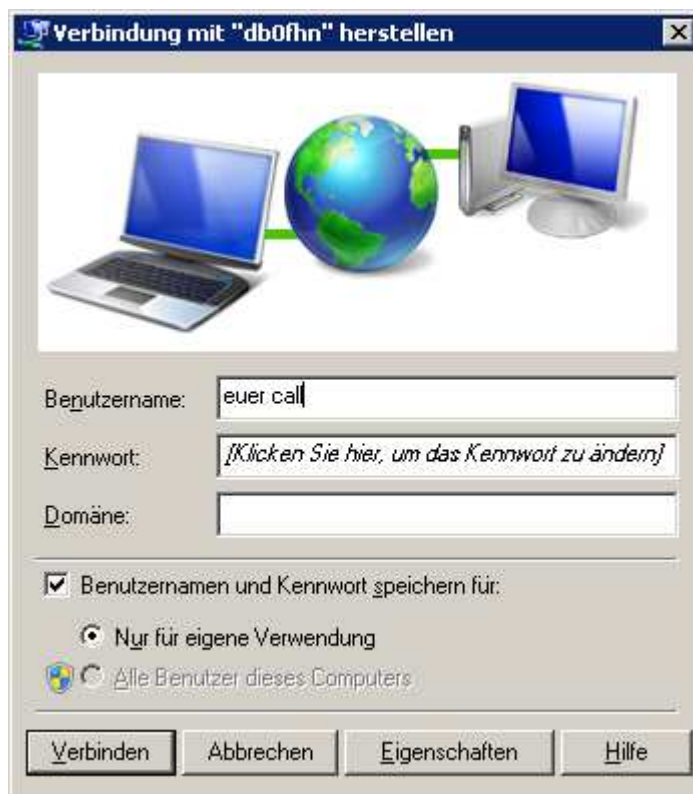 Verbindung mit "db0fhn" herstellen
Benutzername: euer call
Kennwort: [Klicken Sie hier, um das Kennwort zu ändern]
Domäne:
Benutzernamen und Kennwort speichern für:
Nur für eigene Verwendung
Alle Benutzer dieses Computers
Verbinden Abbrechen Eigenschaften Hilfe